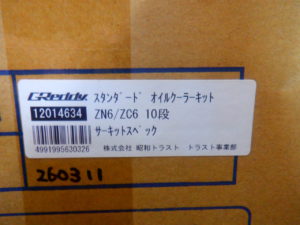 GReddy スタンダード オイルクーラーキット
12014634 ZN6/ZC6 10段
サーキットスペック
4991995630326 株式会社 昭和トラスト トラスト事業部
260311